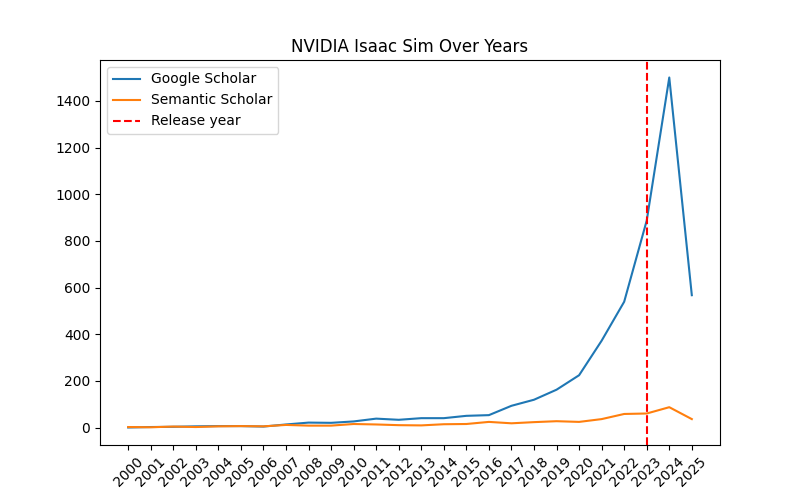 NVIDIA Isaac Sim Over Years
Google Scholar
Semantic Scholar
Release year
1400
1200
1000
800
600
400
200
0
2000 2001 2002 2003 2004 2005 2006 2007 2008 2009 2010 2011 2012 2013 2014 2015 2016 2017 2018 2019 2020 2021 2022 2023 2024 2025